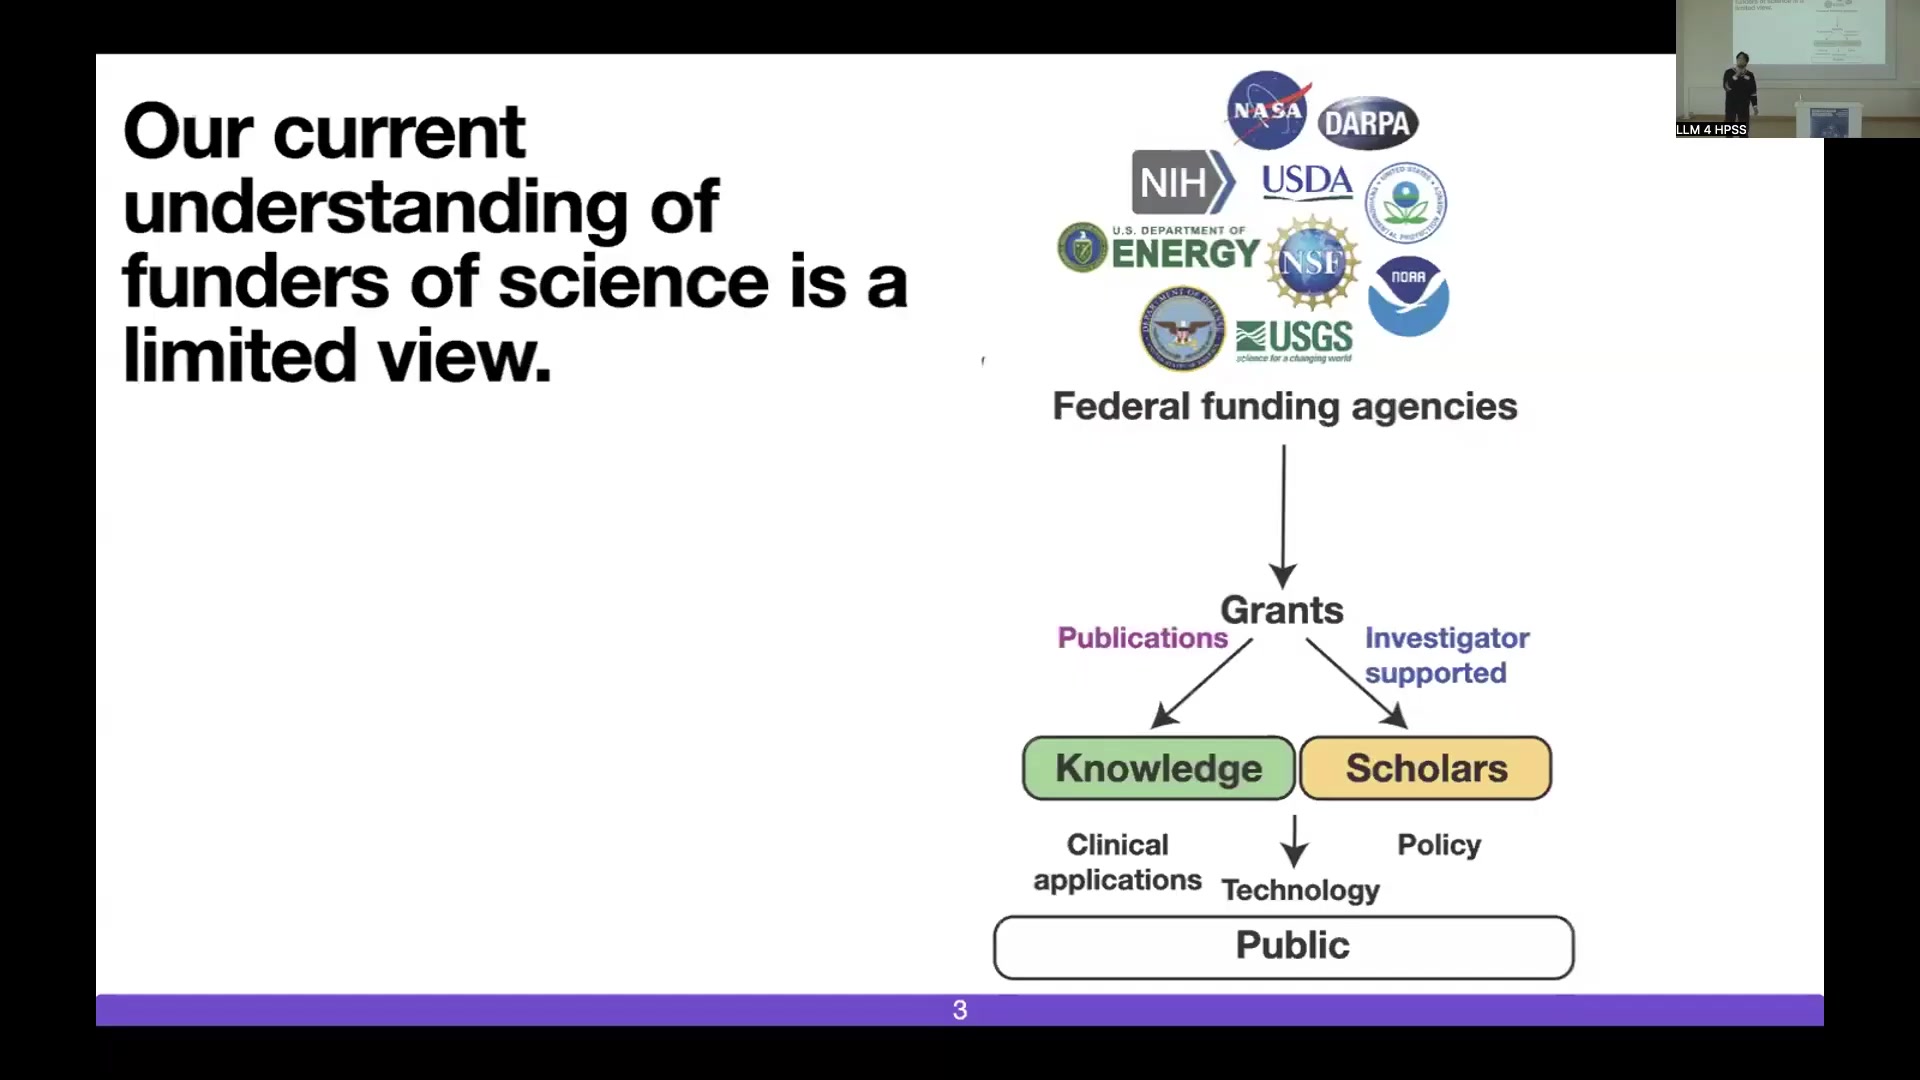 Our current
understanding of
funders of science is a
limited view.
NASA
DARPA
NIH
USDA
U.S. DEPARTMENT OF
ENERGY
NSF
NOAA
USGS
science for a changing world
Federal funding agencies
Grants
Publications
Investigator
supported
Knowledge
Scholars
Clinical
applications
Technology
Policy
Public
3
LLM 4 HPSS